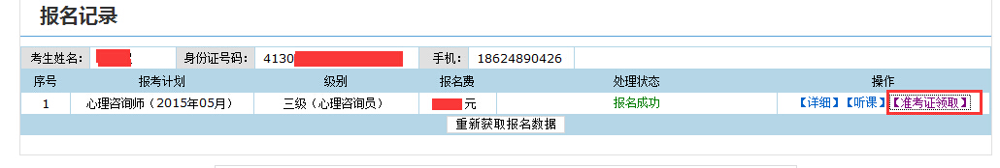 报名记录
考生姓名: 身份证号码: 4130 手机: 18624890426
序号 报考计划 级别 报名费 处理状态 操作
1 心理咨询师（2015年05月） 三级（心理咨询员） 元 报名成功 【详细】【听课】【准考证领取】
重新获取报名数据